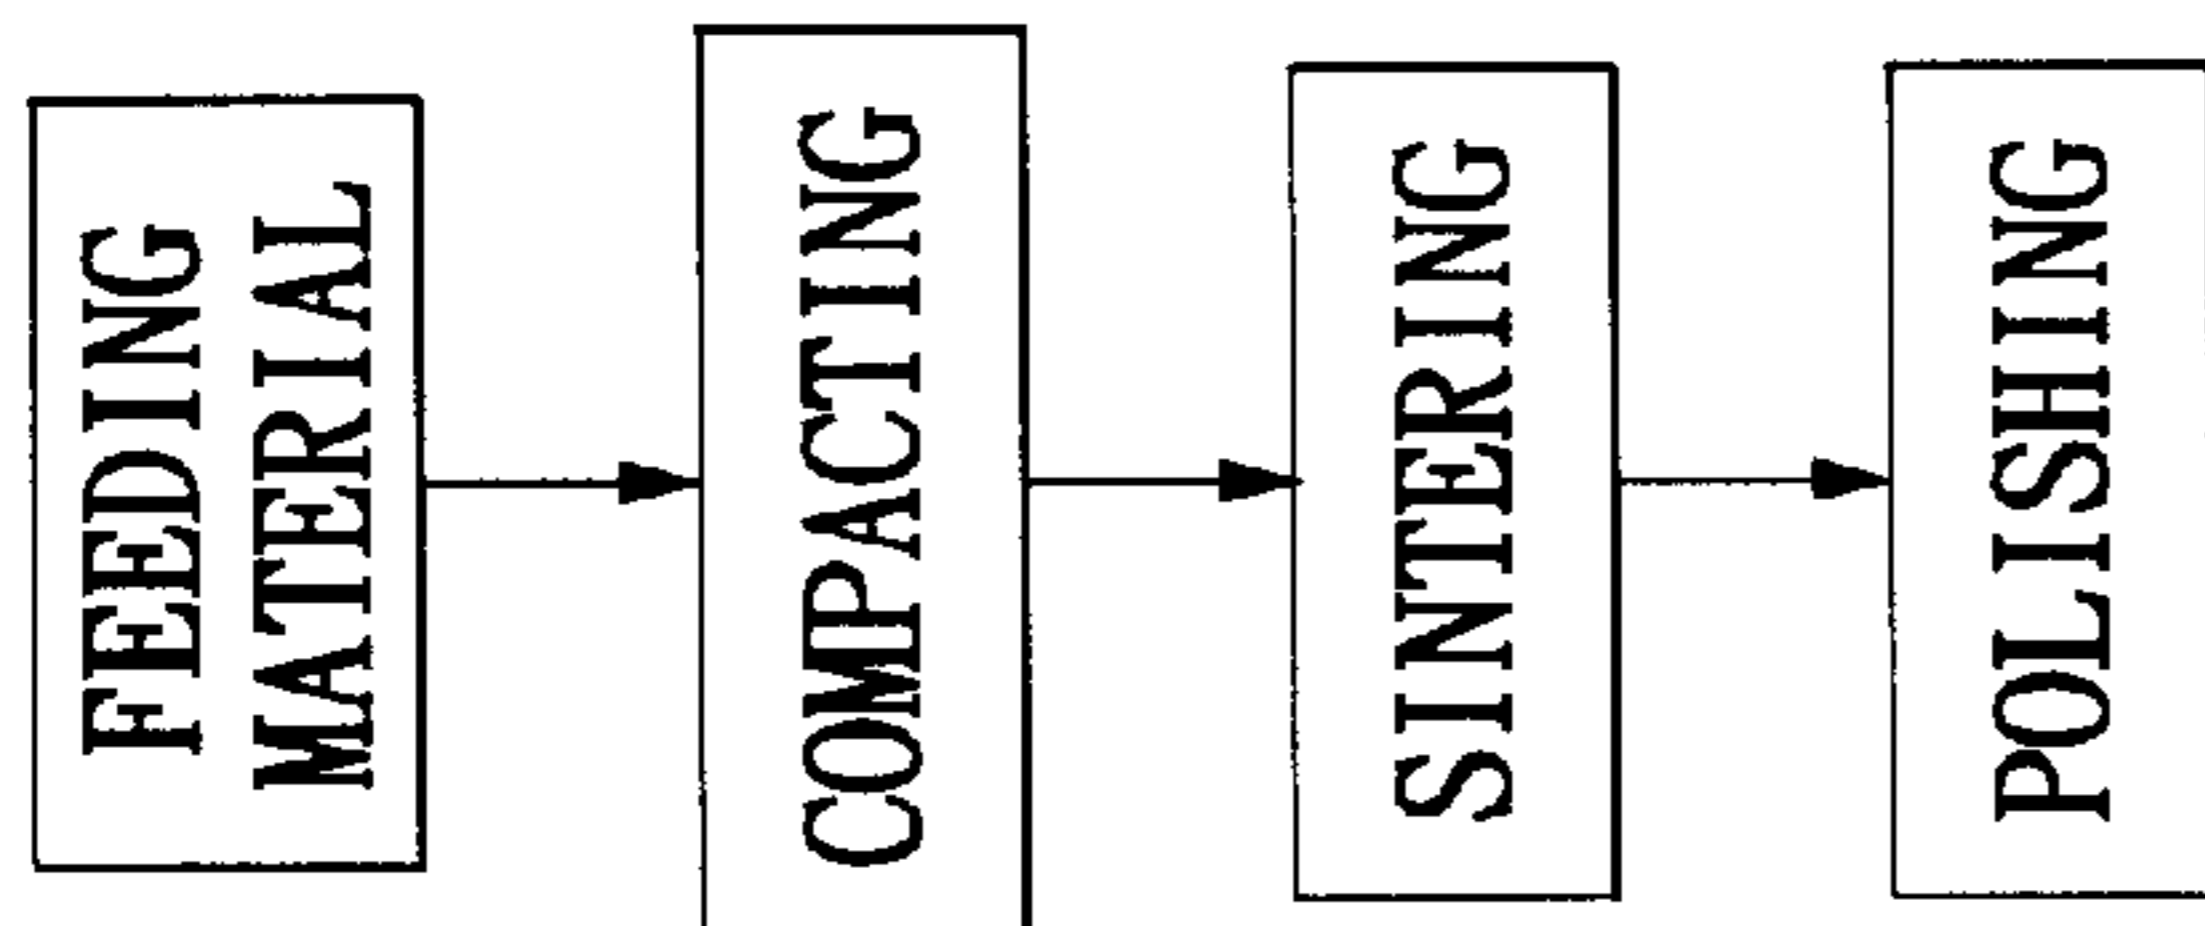 FEEDING
MATERIAL
COMPACTING
SINTERING
POLISHING